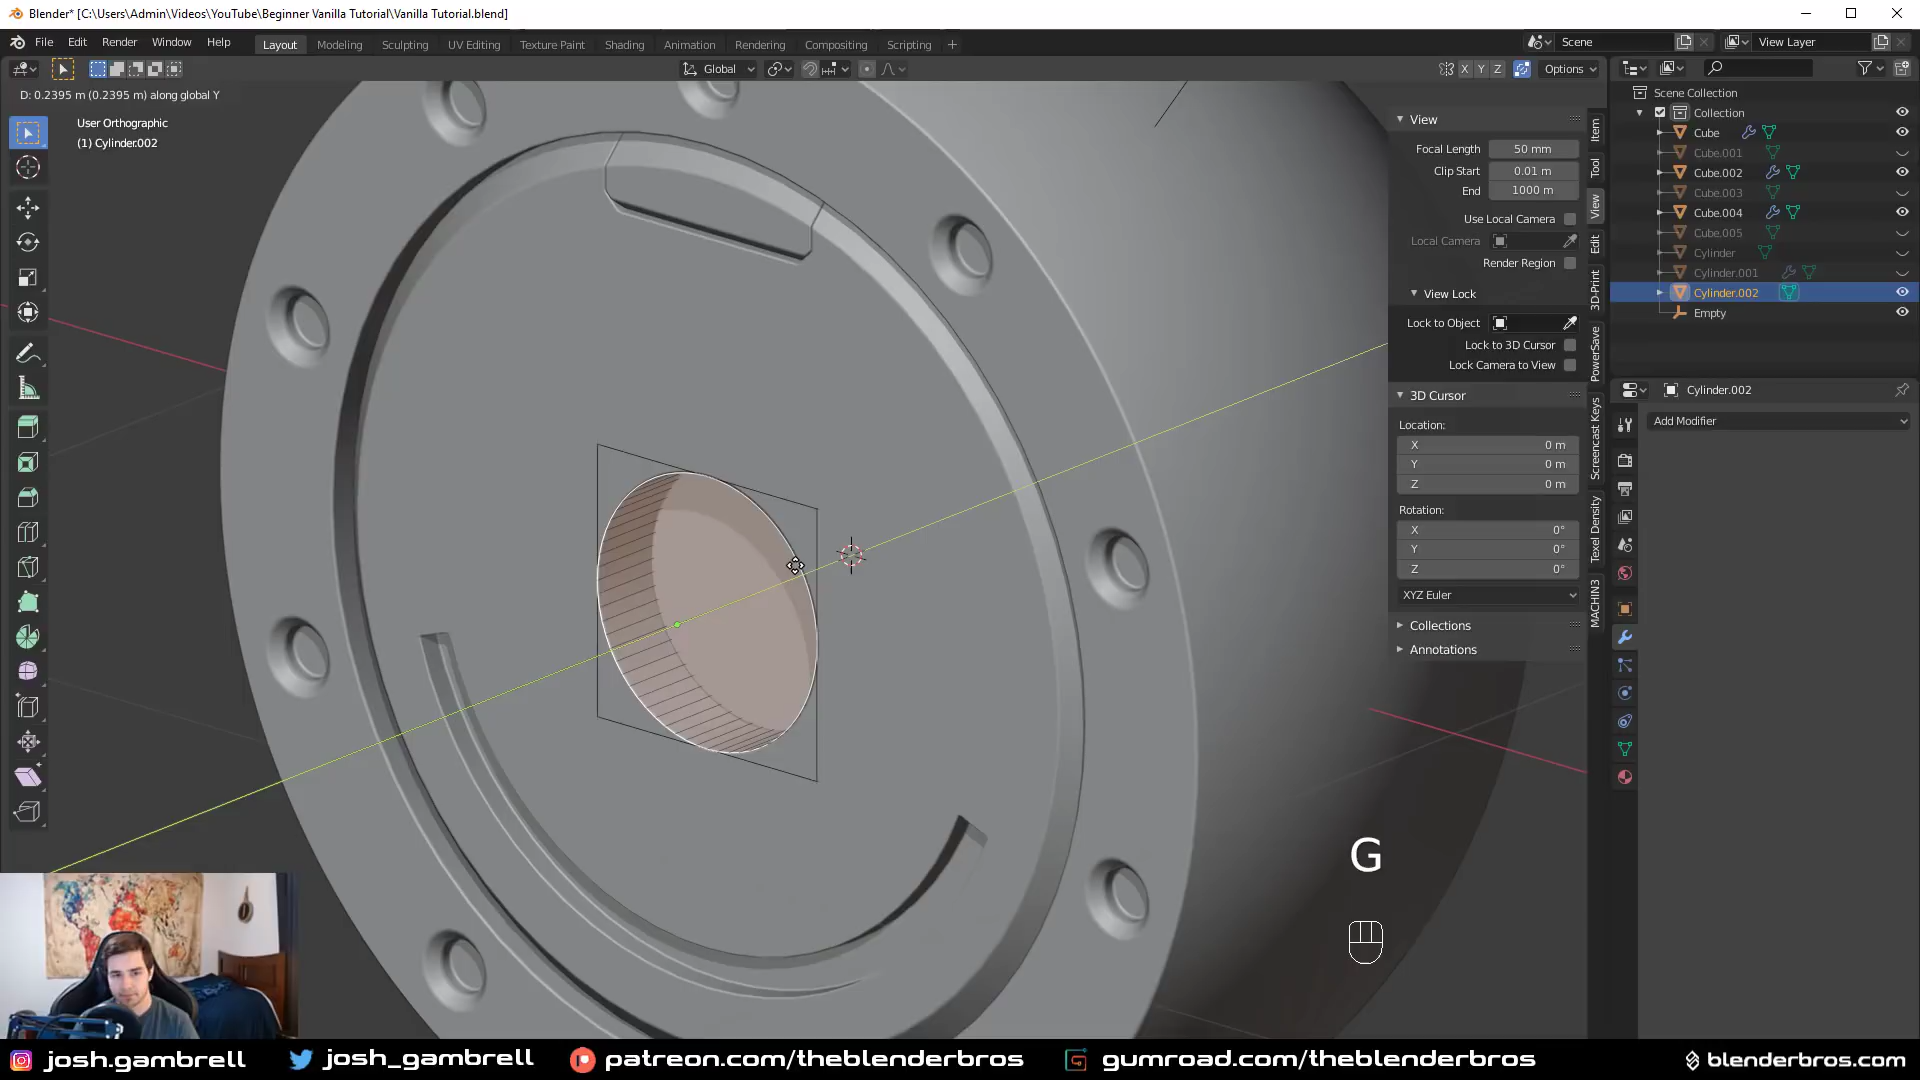 Blender* [C:\Users\Admin\Videos\YouTube\Beginner Vanilla Tutorial\Vanilla Tutorial.blend]
File Edit Render Window Help Layout Modeling Sculpting UV Editing Texture Paint Shading Animation Rendering Compositing Scripting + Scene View Layer
Global X Y Z Options
D: 0.2395 m (0.2395 m) along global Y
User Orthographic
(1) Cylinder.002
View
Focal Length 50 mm
Clip Start 0.01 m
End 1000 m
Use Local Camera
Local Camera
Render Region
View Lock
Lock to Object
Lock to 3D Cursor
Lock Camera to View
3D Cursor
Location:
X 0 m
Y 0 m
Z 0 m
Rotation:
X 0°
Y 0°
Z 0°
XYZ Euler
Collections
Annotations
Item
Tool
View
Edit
3D-Print
PowerSave
Screencast Keys
Texel Density
MACHIN3
Scene Collection
Collection
Cube
Cube.001
Cube.002
Cube.003
Cube.004
Cube.005
Cylinder
Cylinder.001
Cylinder.002
Empty
Cylinder.002
Add Modifier
G
josh.gambrell josh_gambrell patreon.com/theblenderbros gumroad.com/theblenderbros blenderbros.com